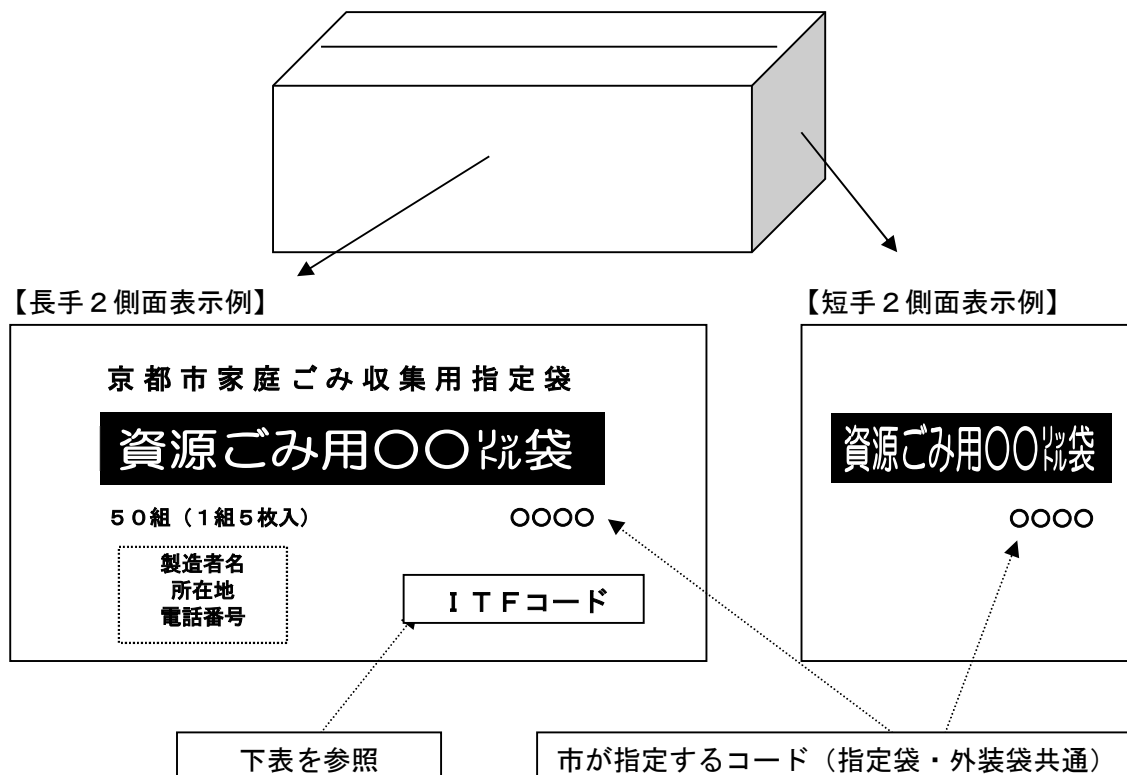 【長手２側面表示例】
京都市家庭ごみ収集用指定袋
資源ごみ用〇〇リットル袋
５０組（１組５枚入）
〇〇〇〇
製造者名
所在地
電話番号
ＩＴＦコード
下表を参照
【短手２側面表示例】
資源ごみ用〇〇リットル袋
〇〇〇〇
市が指定するコード（指定袋・外装袋共通）